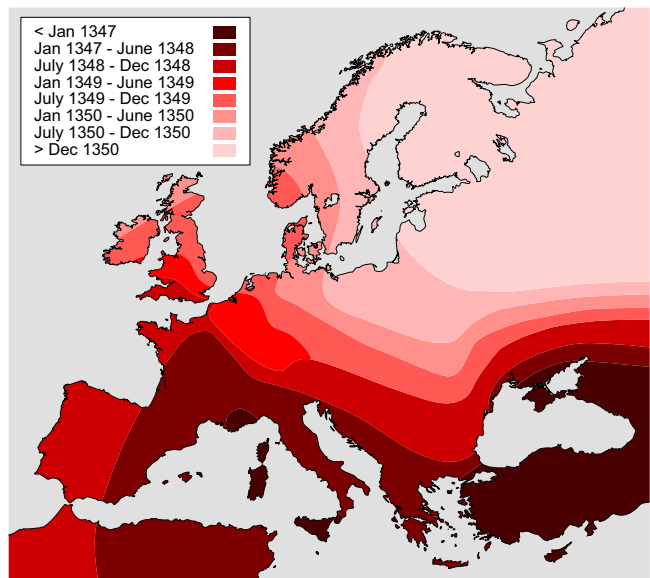 < Jan 1347
Jan 1347 - June 1348
July 1348 - Dec 1348
Jan 1349 - June 1349
July 1349 - Dec 1349
Jan 1350 - June 1350
July 1350 - Dec 1350
> Dec 1350